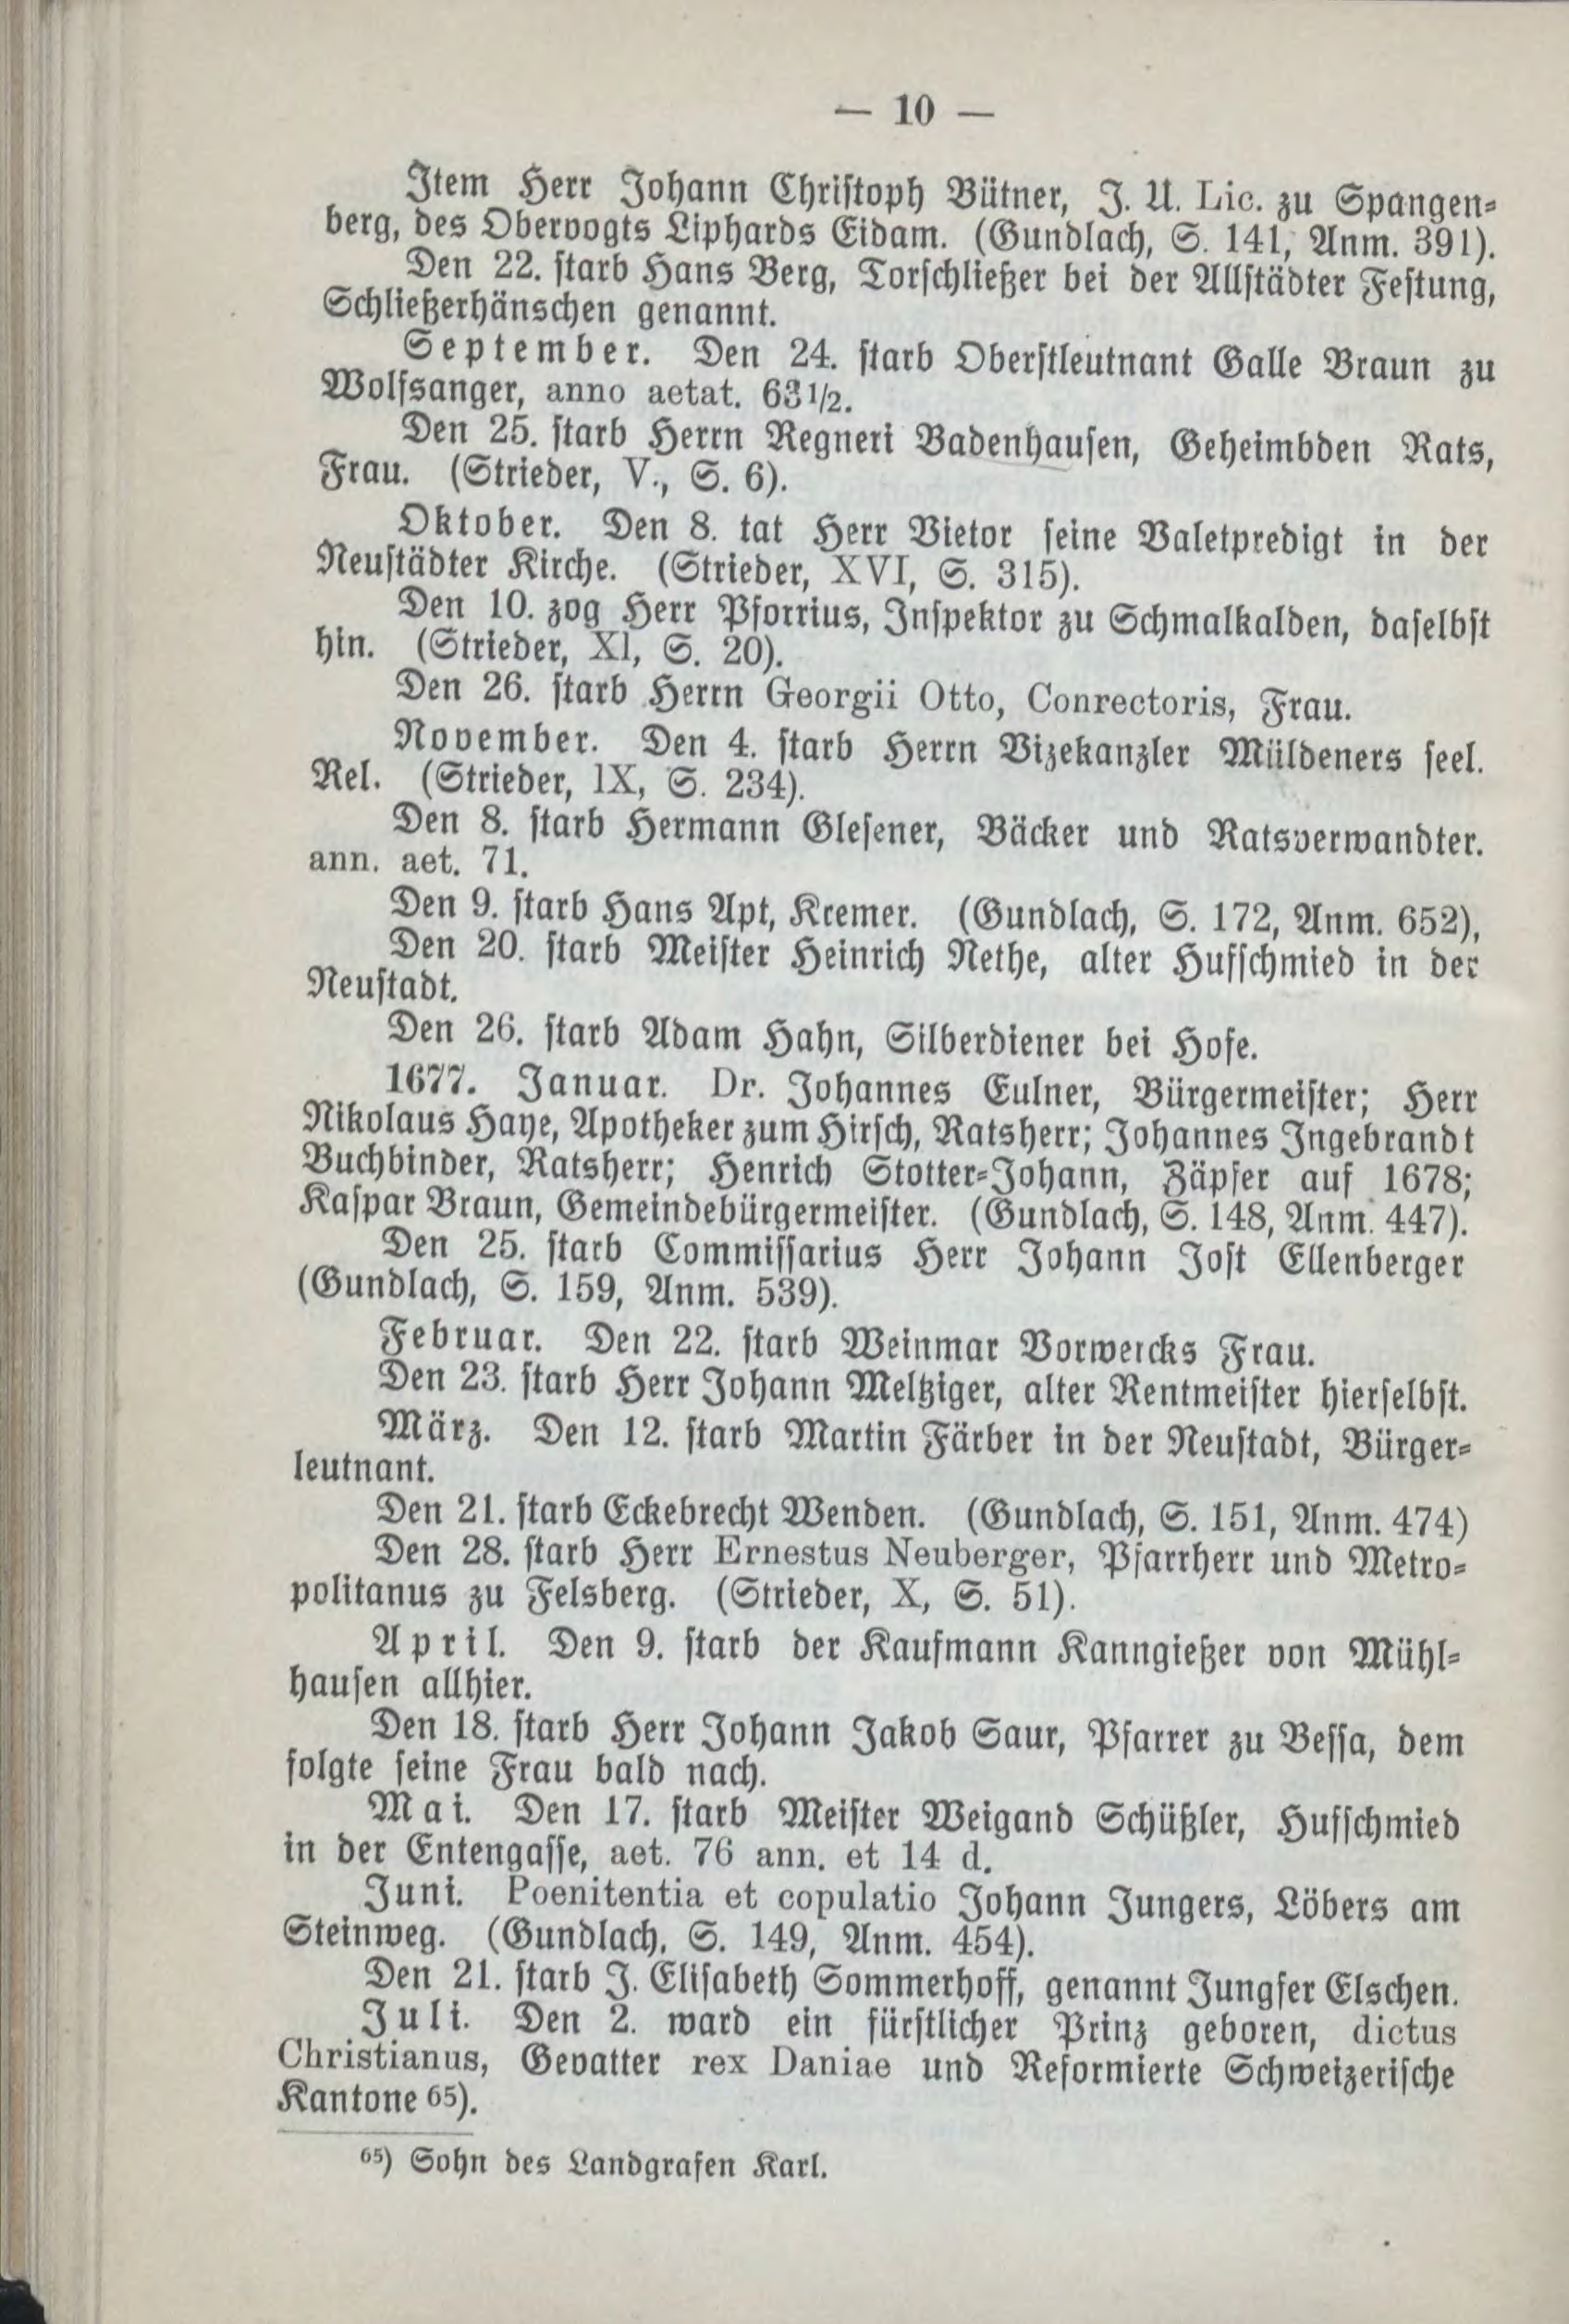 — 10 —
Item Herr Johann Christoph Bütner, J. U. Lic. zu Spangen-
berg, des Obervogts Liphards Eidam. (Gundlach, S. 141, Anm. 391).
Den 22. starb Hans Berg, Torschließer bei der Allstädter Festung,
Schließerhänschen genannt.
September. Den 24. starb Oberstleutnant Galle Braun zu
Wolfsanger, anno aetat. 63 1/2.
Den 25. starb Herrn Regneri Badenhausen, Geheimbden Rats,
Frau. (Strieder, V., S. 6).
Oktober. Den 8. tat Herr Vietor seine Valetpredigt in der
Neustädter Kirche. (Strieder, XVI, S. 315).
Den 10. zog Herr Pforrius, Inspektor zu Schmalkalden, daselbst
hin. (Strieder, XI, S. 20).
Den 26. starb Herrn Georgii Otto, Conrectoris, Frau.
November. Den 4. starb Herrn Vizekanzler Müldeners seel.
Rel. (Strieder, IX, S. 234).
Den 8. starb Hermann Glesener, Bäcker und Ratsverwandter.
ann. aet. 71.
Den 9. starb Hans Apt, Kremer. (Gundlach, S. 172, Anm. 652),
Den 20. starb Meister Heinrich Nethe, alter Hufschmied in der
Neustadt.
Den 26. starb Adam Hahn, Silberdiener bei Hofe.
1677. Januar. Dr. Johannes Eulner, Bürgermeister; Herr
Nikolaus Haye, Apotheker zum Hirsch, Ratsherr; Johannes Ingebrandt
Buchbinder, Ratsherr; Henrich Stotter-Johann, Zäpfer auf 1678;
Kaspar Braun, Gemeindebürgermeister. (Gundlach, S. 148, Anm. 447).
Den 25. starb Commissarius Herr Johann Jost Ellenberger
(Gundlach, S. 159, Anm. 539).
Februar. Den 22. starb Weinmar Vorwercks Frau.
Den 23. starb Herr Johann Meltziger, alter Rentmeister hierselbst.
März. Den 12. starb Martin Färber in der Neustadt, Bürger-
leutnant.
Den 21. starb Eckebrecht Wenden. (Gundlach, S. 151, Anm. 474)
Den 28. starb Herr Ernestus Neuberger, Pfarrherr und Metro-
politanus zu Felsberg. (Strieder, X, S. 51).
April. Den 9. starb der Kaufmann Kanngießer von Mühl-
hausen allhier.
Den 18. starb Herr Johann Jakob Saur, Pfarrer zu Bessa, dem
folgte seine Frau bald nach.
Mai. Den 17. starb Meister Weigand Schüßler, Hufschmied
in der Entengasse, aet. 76 ann. et 14 d.
Juni. Poenitentia et copulatio Johann Jungers, Löbers am
Steinweg. (Gundlach, S. 149, Anm. 454).
Den 21. starb J. Elisabeth Sommerhoff, genannt Jungfer Elschen.
Juli. Den 2. ward ein fürstlicher Prinz geboren, dictus
Christianus, Gevatter rex Daniae und Reformierte Schweizerische
Kantone 65).
65) Sohn des Landgrafen Karl.